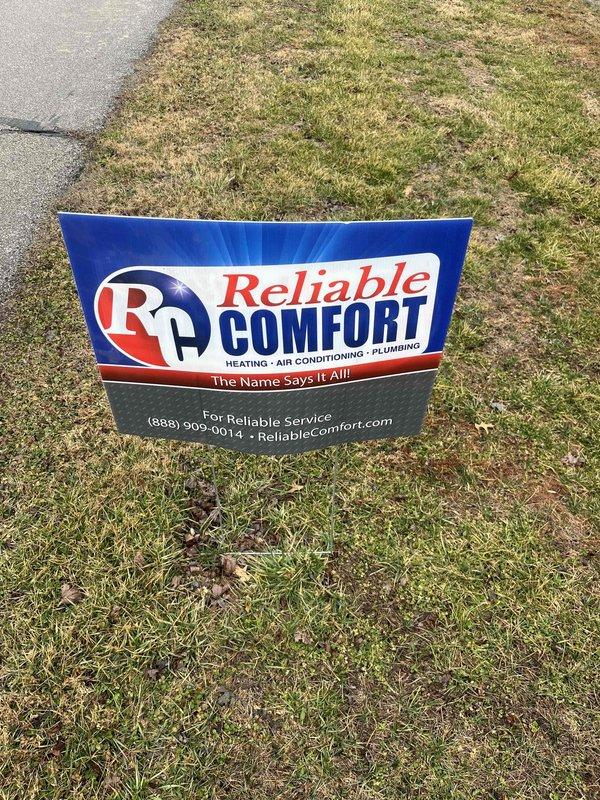 RC
Reliable
COMFORT
HEATING • AIR CONDITIONING • PLUMBING
The Name Says It All!
For Reliable Service
(888) 909-0014 • ReliableComfort.com